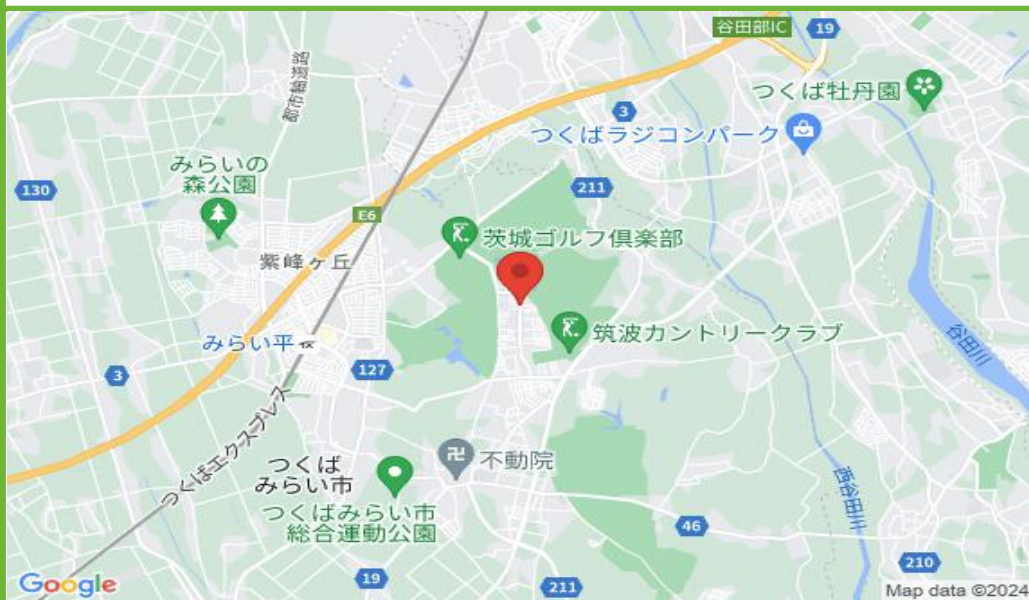 谷田部IC
19
都市軸道路
3
つくば牡丹園
つくばラジコンパーク
みらいの
森公園
130
211
E6
茨城ゴルフ倶楽部
紫峰ヶ丘
筑波カントリークラブ
みらい平
3
127
谷田川
つくばエクスプレス
つくば
みらい市
不動院
つくばみらい市
総合運動公園
西谷田川
46
19
211
210
Google
Map data ©2024